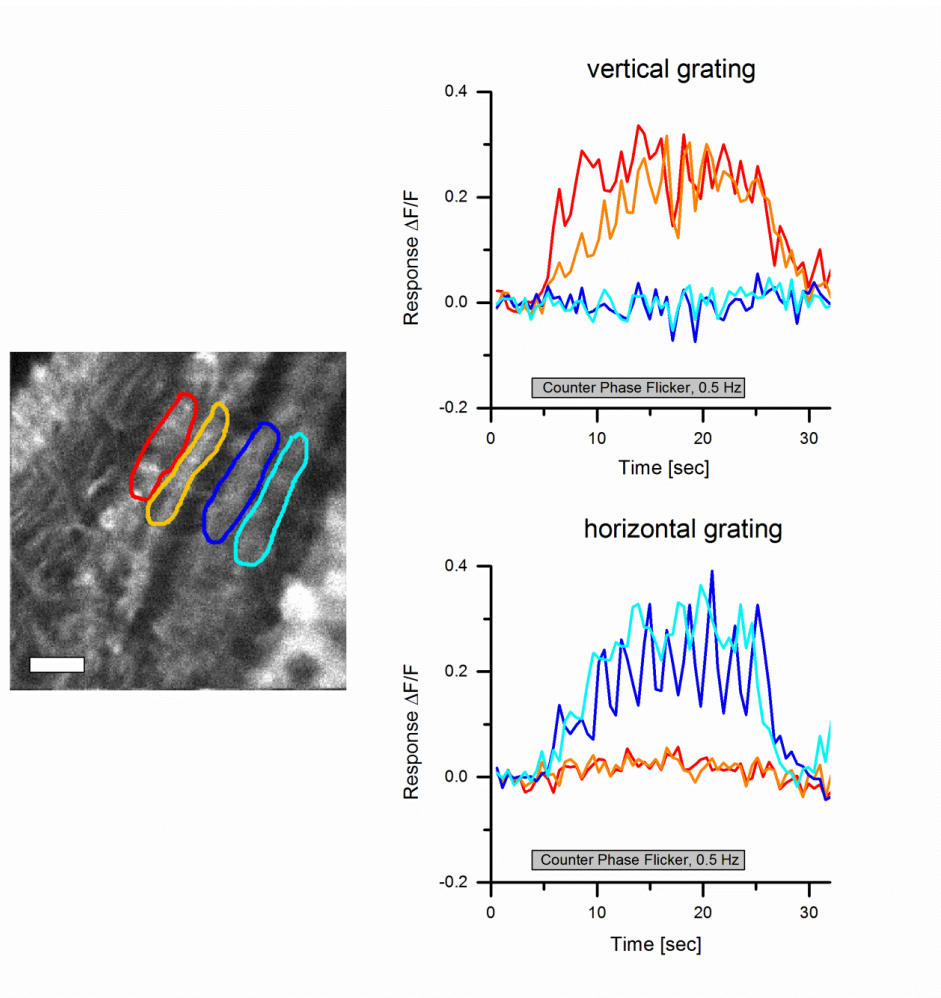 vertical grating
0.4
0.2
0.0
-0.2
Response ΔF/F
Counter Phase Flicker, 0.5 Hz
0
10
20
30
Time [sec]
horizontal grating
0.4
0.2
0.0
-0.2
Response ΔF/F
Counter Phase Flicker, 0.5 Hz
0
10
20
30
Time [sec]